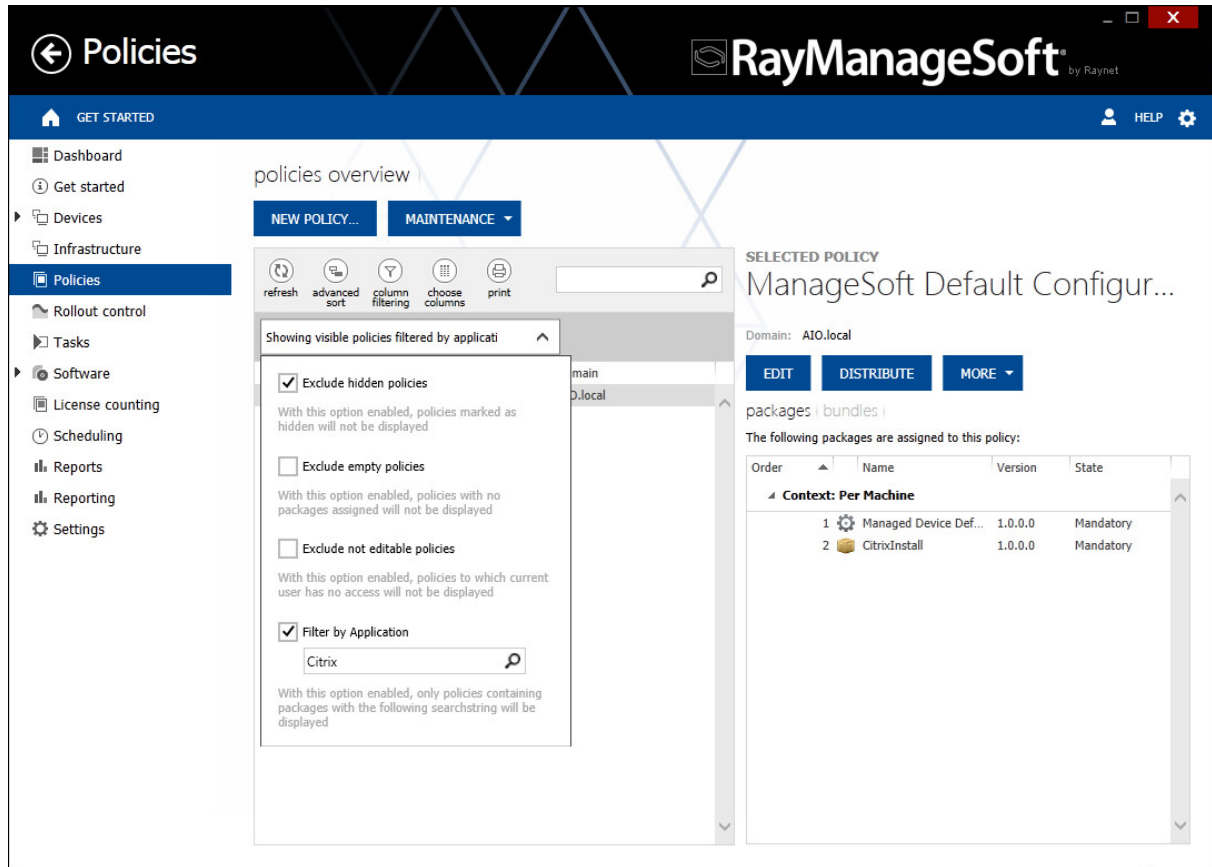 Policies
RayManageSoft
by Raynet
GET STARTED
HELP
Dashboard
Get started
Devices
Infrastructure
Policies
Rollout control
Tasks
Software
License counting
Scheduling
Reports
Reporting
Settings
policies overview
NEW POLICY...
MAINTENANCE
refresh
advanced sort
column filtering
choose columns
print
Showing visible policies filtered by applicati
main
.local
Exclude hidden policies
With this option enabled, policies marked as
hidden will not be displayed
Exclude empty policies
With this option enabled, policies with no
packages assigned will not be displayed
Exclude not editable policies
With this option enabled, policies to which current
user has no access will not be displayed
Filter by Application
Citrix
With this option enabled, only policies containing
packages with the following searchstring will be
displayed
SELECTED POLICY
ManageSoft Default Configur...
Domain: AIO.local
EDIT
DISTRIBUTE
MORE
packages bundles
The following packages are assigned to this policy:
Order Name Version State
Context: Per Machine
1 Managed Device Def... 1.0.0.0 Mandatory
2 CitrixInstall 1.0.0.0 Mandatory